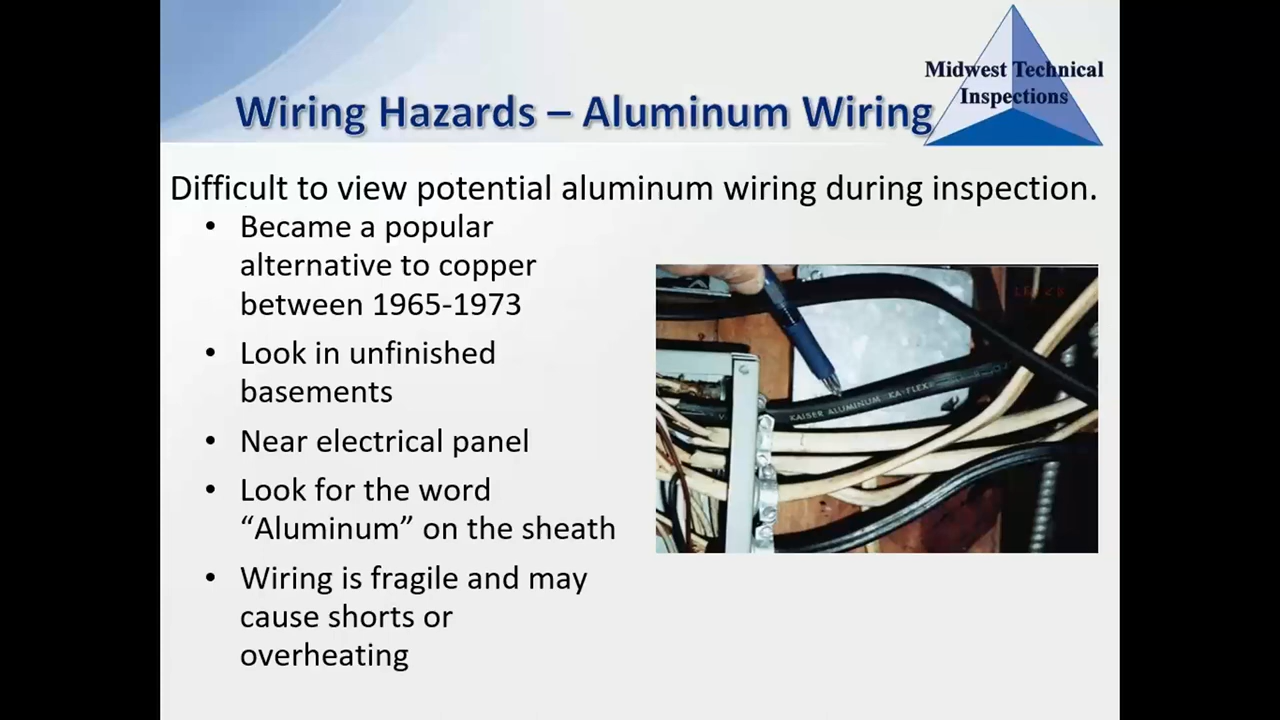 Midwest Technical
Inspections
Wiring Hazards – Aluminum Wiring
Difficult to view potential aluminum wiring during inspection.
• Became a popular
alternative to copper
between 1965-1973
• Look in unfinished
basements
• Near electrical panel
• Look for the word
“Aluminum” on the sheath
• Wiring is fragile and may
cause shorts or
overheating
KAISER ALUMINUM KA-FLEX